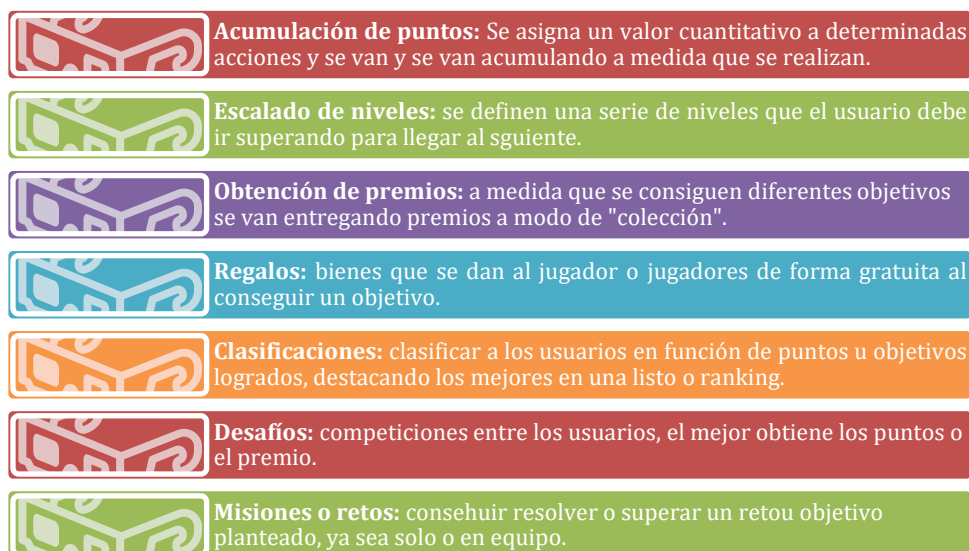 Acumulación de puntos: Se asigna un valor cuantitativo a determinadas
acciones y se van y se van acumulando a medida que se realizan.
Escalado de niveles: se definen una serie de niveles que el usuario debe
ir superando para llegar al sguiente.
Obtención de premios: a medida que se consiguen diferentes objetivos
se van entregando premios a modo de "colección".
Regalos: bienes que se dan al jugador o jugadores de forma gratuita al
conseguir un objetivo.
Clasificaciones: clasificar a los usuarios en función de puntos u objetivos
logrados, destacando los mejores en una listo o ranking.
Desafíos: competiciones entre los usuarios, el mejor obtiene los puntos o
el premio.
Misiones o retos: consehuir resolver o superar un retou objetivo
planteado, ya sea solo o en equipo.